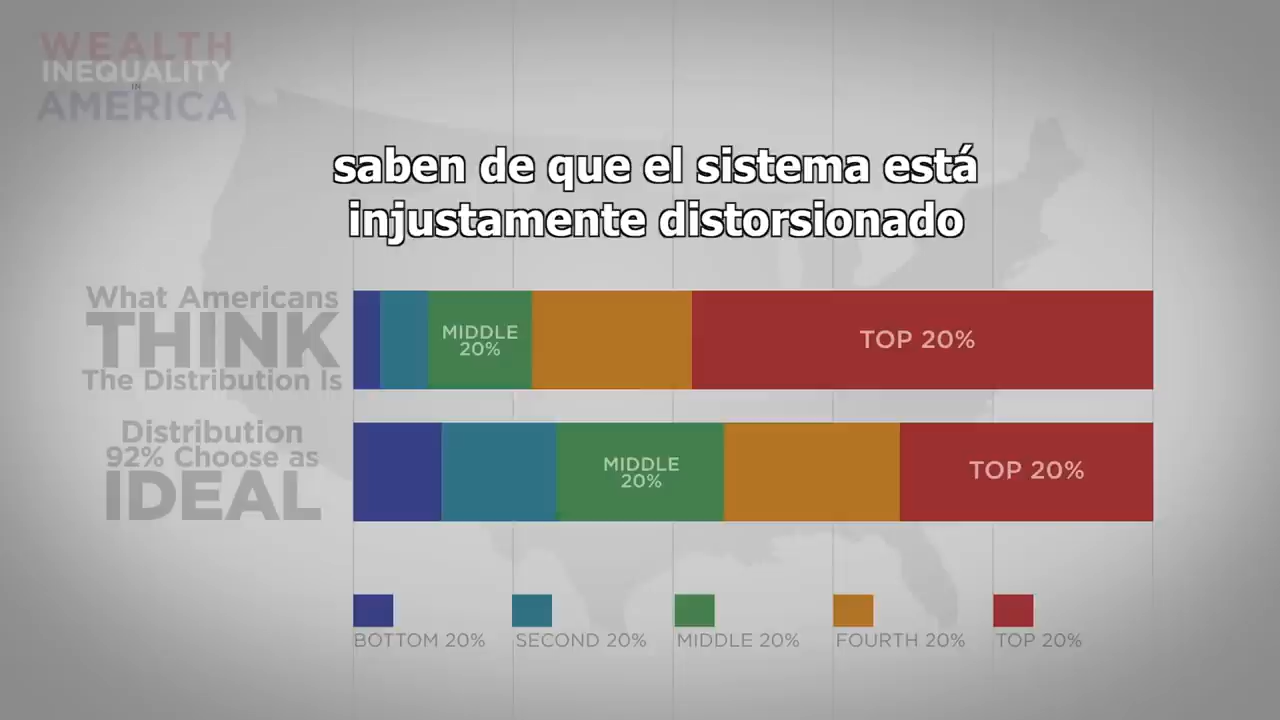 WEALTH
INEQUALITY
IN
AMERICA
saben de que el sistema está
injustamente distorsionado
What Americans
THINK
The Distribution Is
MIDDLE
20%
TOP 20%
Distribution
92% Choose as
IDEAL
MIDDLE
20%
TOP 20%
BOTTOM 20%
SECOND 20%
MIDDLE 20%
FOURTH 20%
TOP 20%